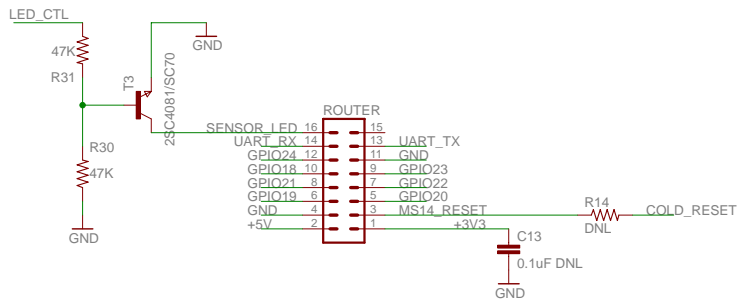 LED_CTL
47K
R31
T3
2SC4081/SC70
GND
R30
47K
GND
ROUTER
SENSOR_LED 16 15
UART_RX 14 13 UART_TX
GPIO24 12 11 GND
GPIO18 10 9 GPIO23
GPIO21 8 7 GPIO22
GPIO19 6 5 GPIO20
GND 4 3 MS14_RESET
+5V 2 1 +3V3
R14
DNL
COLD_RESET
C13
0.1uF DNL
GND